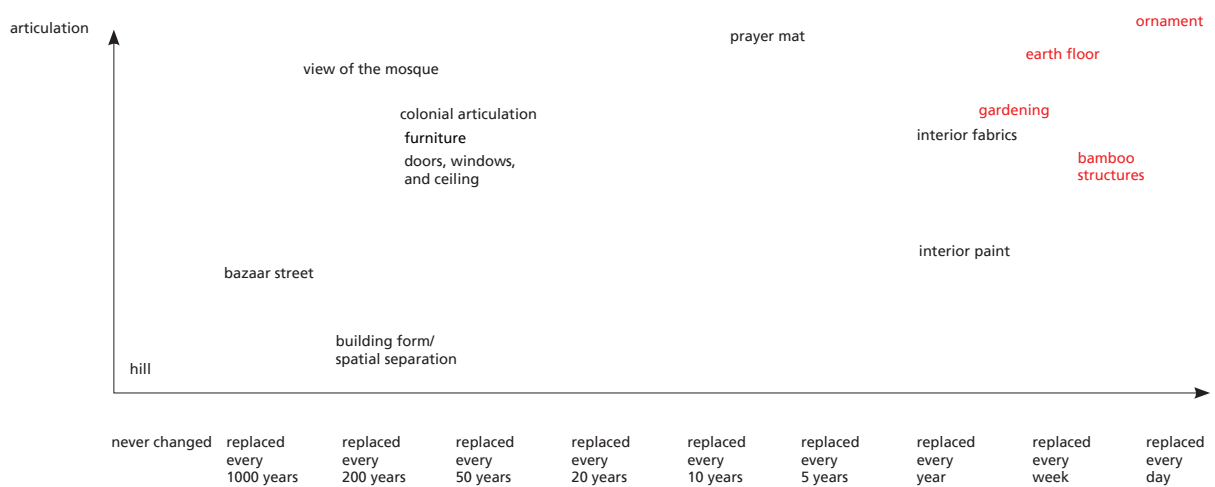 ornament
articulation
prayer mat
earth floor
view of the mosque
colonial articulation
gardening
furniture
interior fabrics
doors, windows,
and ceiling
bamboo
structures
interior paint
bazaar street
building form/
spatial separation
hill
never changed
replaced
every
1000 years
replaced
every
200 years
replaced
every
50 years
replaced
every
20 years
replaced
every
10 years
replaced
every
5 years
replaced
every
year
replaced
every
week
replaced
every
day